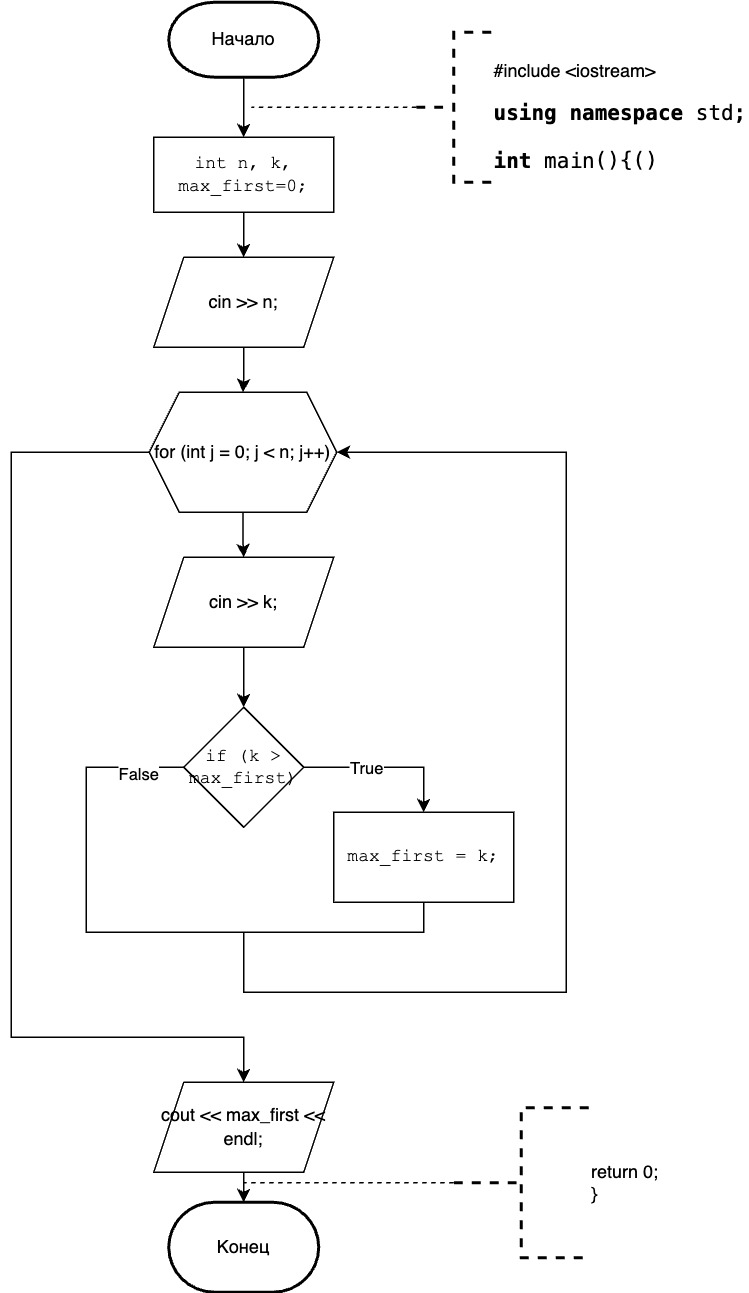 Начало
#include <iostream>
using namespace std;
int main(){()
int n, k,
max_first=0;
cin >> n;
for (int j = 0; j < n; j++)
cin >> k;
if (k >
max_first)
False
True
max_first = k;
cout << max_first <<
endl;
return 0;
}
Конец